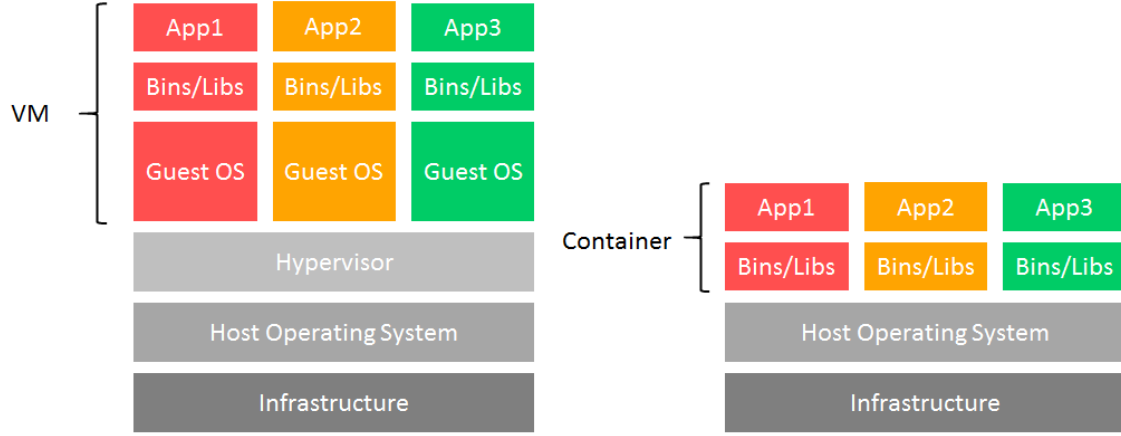 App1 App2 App3
Bins/Libs Bins/Libs Bins/Libs
VM
Guest OS Guest OS Guest OS
Hypervisor
Host Operating System
Infrastructure
App1 App2 App3
Container
Bins/Libs Bins/Libs Bins/Libs
Host Operating System
Infrastructure